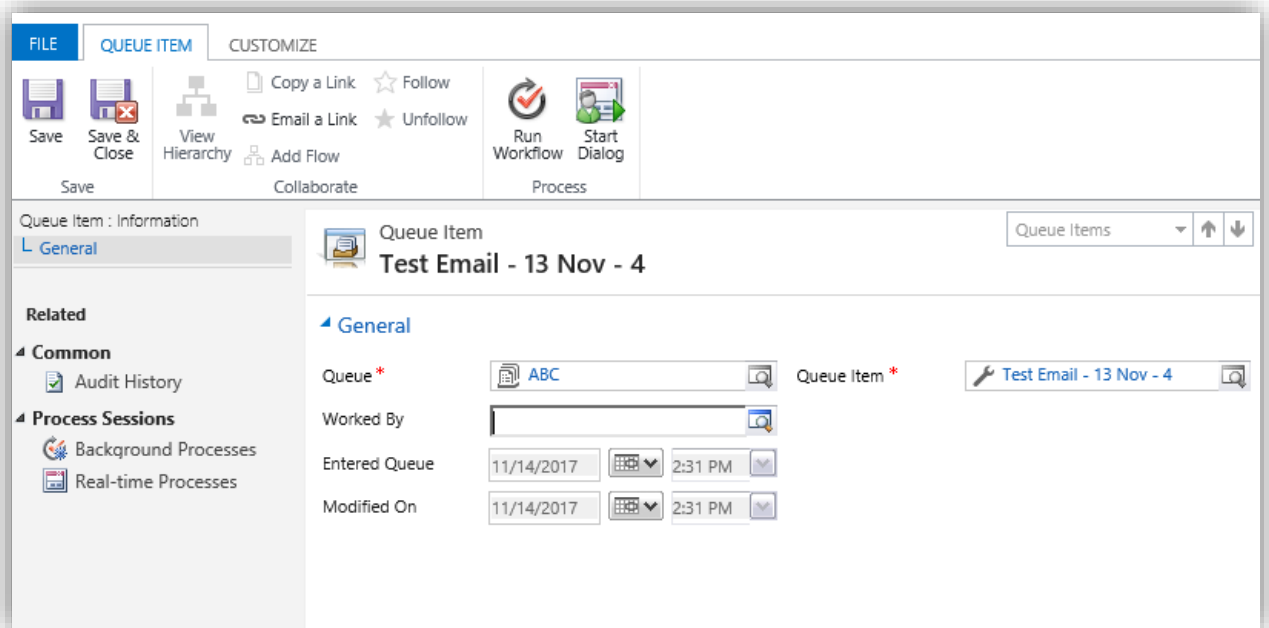 FILE QUEUE ITEM CUSTOMIZE
Save
Save & Close
View Hierarchy
Copy a Link
Follow
Email a Link
Unfollow
Add Flow
Run Workflow
Start Dialog
Save Collaborate Process
Queue Item : Information
General
Related
Common
Audit History
Process Sessions
Background Processes
Real-time Processes
Queue Item
Test Email - 13 Nov - 4
Queue Items
General
Queue * ABC Queue Item * Test Email - 13 Nov - 4
Worked By
Entered Queue 11/14/2017 2:31 PM
Modified On 11/14/2017 2:31 PM